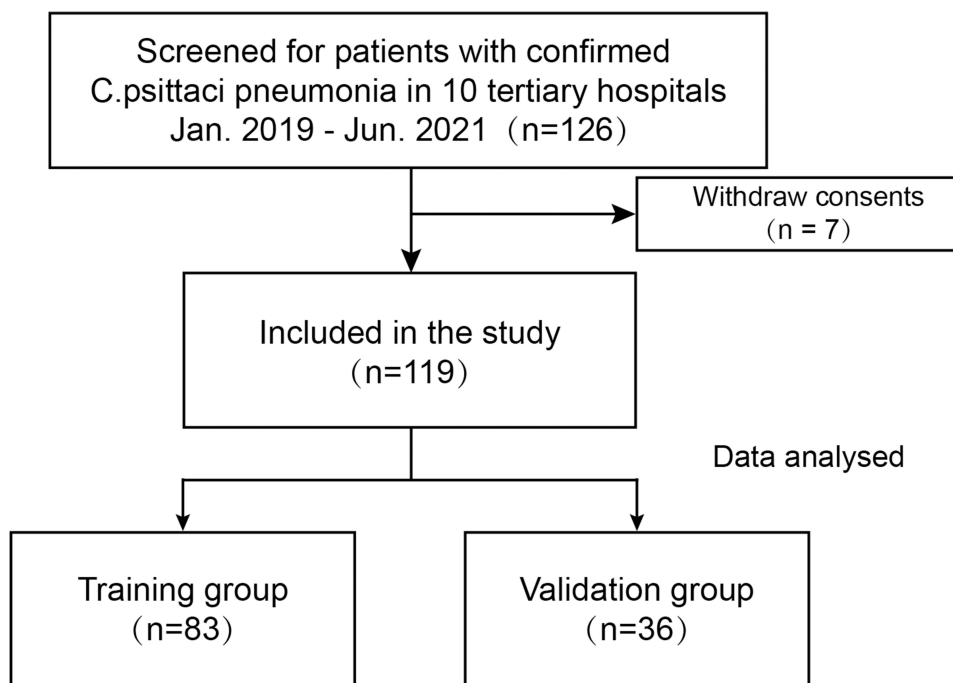 Screened for patients with confirmed
C.psittaci pneumonia in 10 tertiary hospitals
Jan. 2019 - Jun. 2021（n=126）
Withdraw consents
（n = 7）
Included in the study
（n=119）
Data analysed
Training group
（n=83）
Validation group
（n=36）